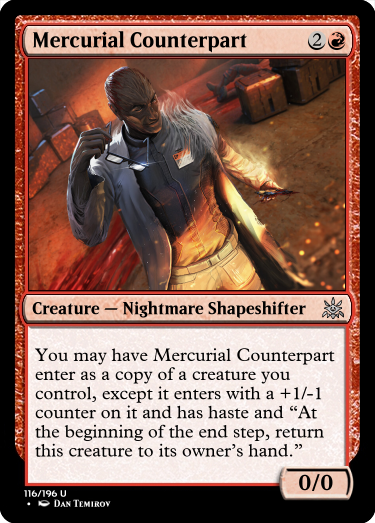 Mercurial Counterpart 2
Creature — Nightmare Shapeshifter
You may have Mercurial Counterpart
enter as a copy of a creature you
control, except it enters with a +1/-1
counter on it and has haste and “At
the beginning of the end step, return
this creature to its owner's hand.”
0/0
116/196 U
• Dan Temirov